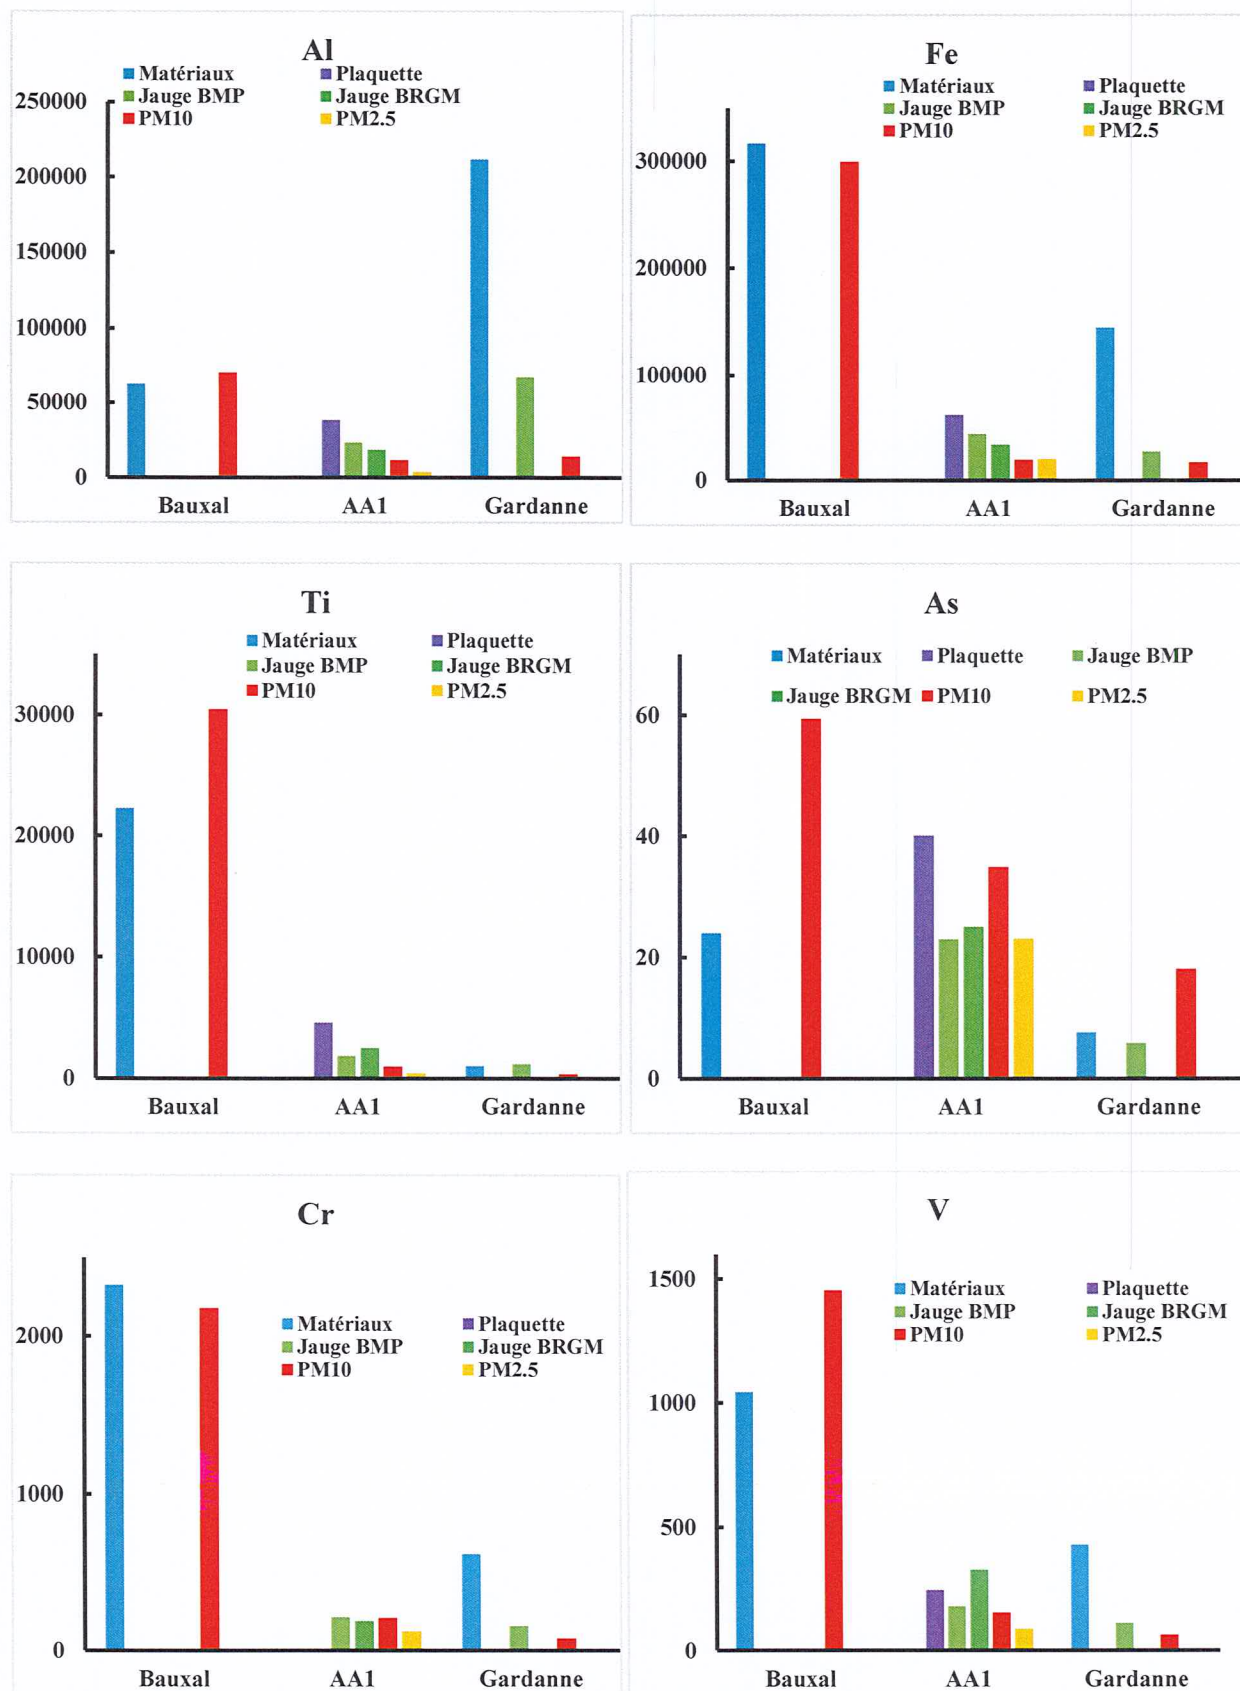 Al
Matériaux Plaquette
Jauge BMP Jauge BRGM
PM10 PM2.5
250000
200000
150000
100000
50000
0
Bauxal AA1 Gardanne
Fe
Matériaux Plaquette
Jauge BMP Jauge BRGM
PM10 PM2.5
300000
200000
100000
0
Bauxal AA1 Gardanne
Ti
Matériaux Plaquette
Jauge BMP Jauge BRGM
PM10 PM2.5
30000
20000
10000
0
Bauxal AA1 Gardanne
As
Matériaux Plaquette Jauge BMP
Jauge BRGM PM10 PM2.5
60
40
20
0
Bauxal AA1 Gardanne
Cr
Matériaux Plaquette
Jauge BMP Jauge BRGM
PM10 PM2.5
2000
1000
0
Bauxal AA1 Gardanne
V
Matériaux Plaquette
Jauge BMP Jauge BRGM
PM10 PM2.5
1500
1000
500
0
Bauxal AA1 Gardanne